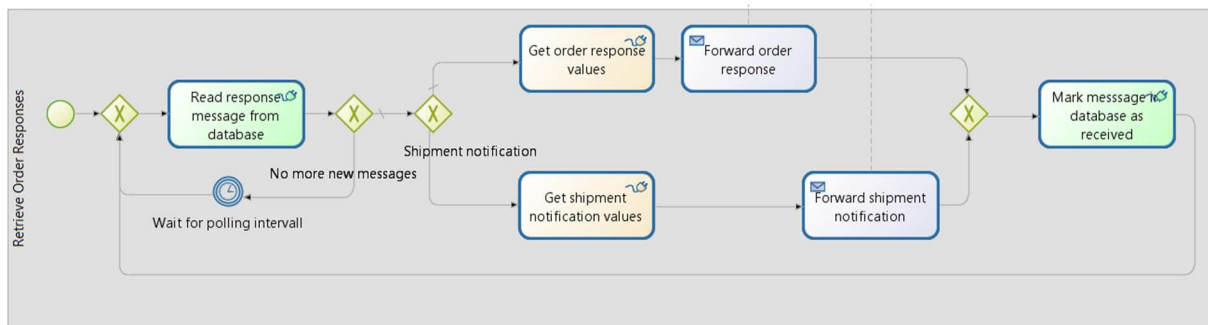 Retrieve Order Responses
Read response
message from
database
No more new messages
Wait for polling intervall
Shipment notification
Get order response
values
Forward order
response
Get shipment
notification values
Forward shipment
notification
Mark messsage
database as
received